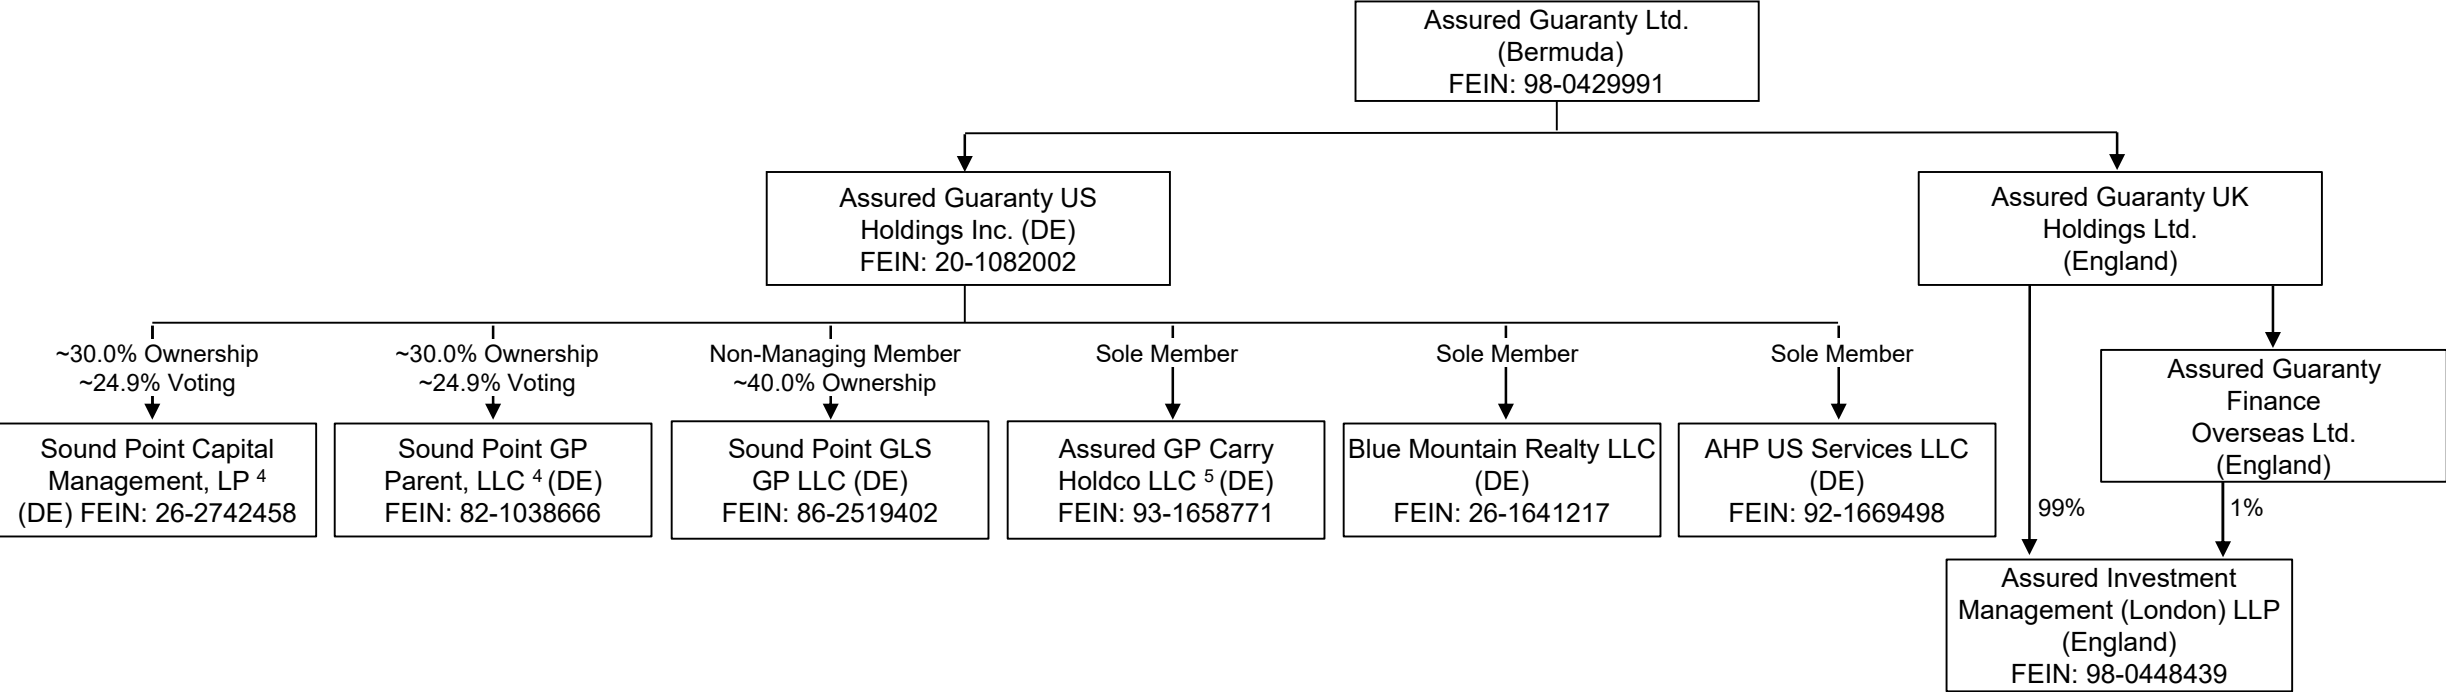 Assured Guaranty Ltd.
(Bermuda)
FEIN: 98-0429991
Assured Guaranty US
Holdings Inc. (DE)
FEIN: 20-1082002
Assured Guaranty UK
Holdings Ltd.
(England)
~30.0% Ownership
~24.9% Voting
~30.0% Ownership
~24.9% Voting
Non-Managing Member
~40.0% Ownership
Sole Member
Sole Member
Sole Member
Assured Guaranty
Finance
Overseas Ltd.
(England)
Sound Point Capital
Management, LP 4
(DE) FEIN: 26-2742458
Sound Point GP
Parent, LLC 4 (DE)
FEIN: 82-1038666
Sound Point GLS
GP LLC (DE)
FEIN: 86-2519402
Assured GP Carry
Holdco LLC 5 (DE)
FEIN: 93-1658771
Blue Mountain Realty LLC
(DE)
FEIN: 26-1641217
AHP US Services LLC
(DE)
FEIN: 92-1669498
99%
1%
Assured Investment
Management (London) LLP
(England)
FEIN: 98-0448439